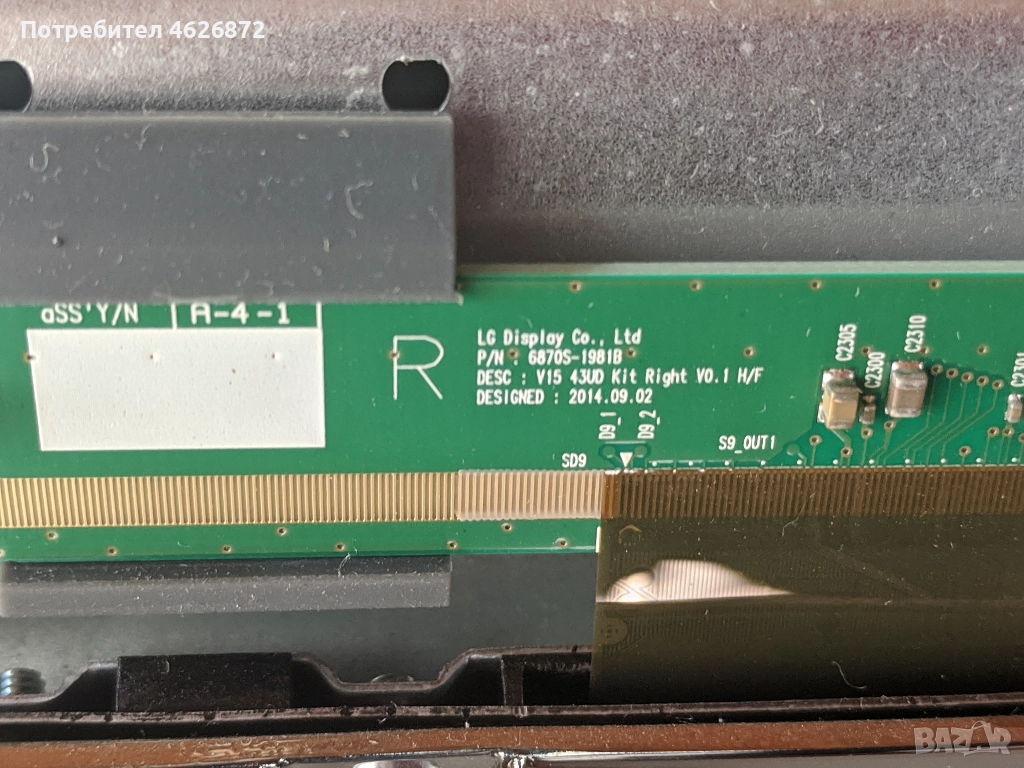 Потребител 4626872
aSS'Y/N A-4-1
R
LG Display Co., Ltd
P/N : 6870S-1981B
DESC : V15 43UD Kit Right V0.1 H/F
DESIGNED : 2014.09.02
C2305
C2300
C2310
D9_1
D9_2
S9_OUT1
SD9
BAZAR